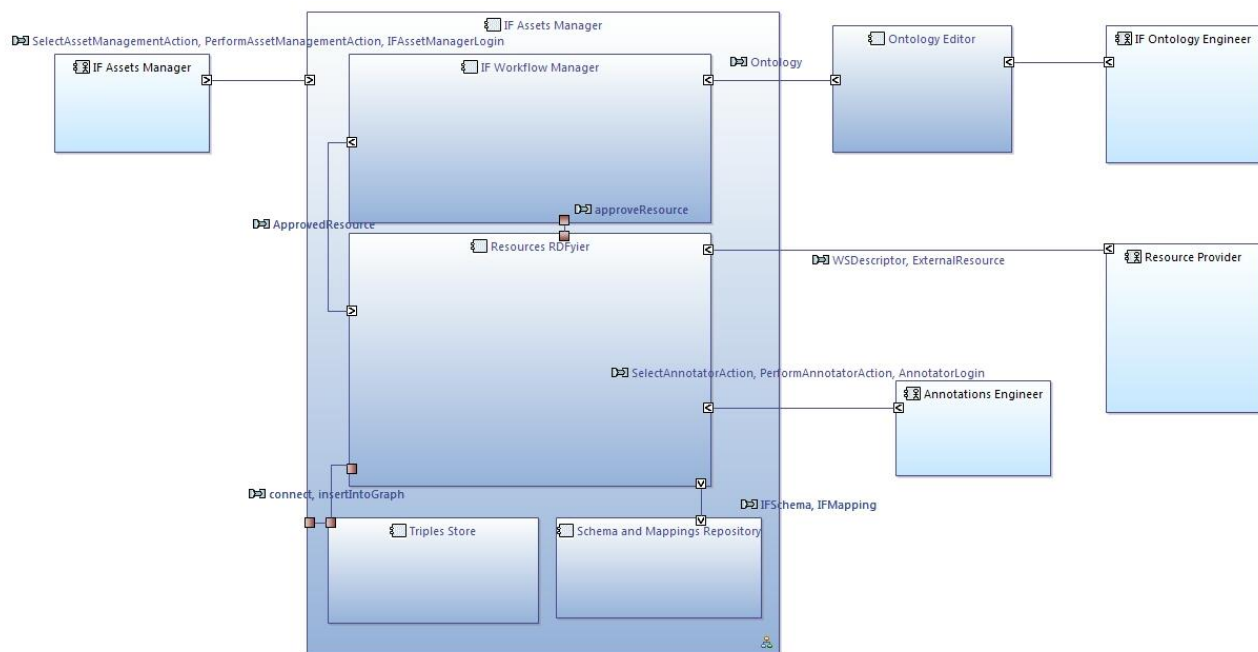 IF Assets Manager
SelectAssetManagementAction, PerformAssetManagementAction, IFAssetManagerLogin
Ontology Editor
IF Ontology Engineer
IF Assets Manager
IF Workflow Manager
Ontology
approveResource
ApprovedResource
Resources RDFyier
Resource Provider
WSDescriptor, ExternalResource
SelectAnnotatorAction, PerformAnnotatorAction, AnnotatorLogin
Annotations Engineer
connect, insertIntoGraph
IFSchema, IFMapping
Triples Store
Schema and Mappings Repository